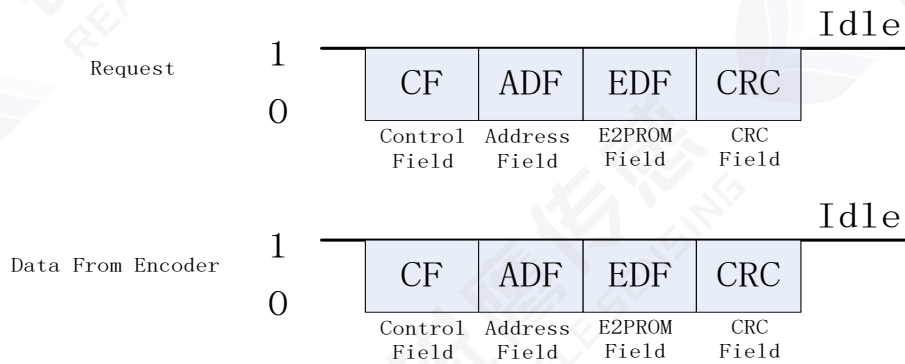 Idle
Request
1
0
CF ADF EDF CRC
Control Field
Address Field
E2PROM Field
CRC Field
Idle
Data From Encoder
1
0
CF ADF EDF CRC
Control Field
Address Field
E2PROM Field
CRC Field